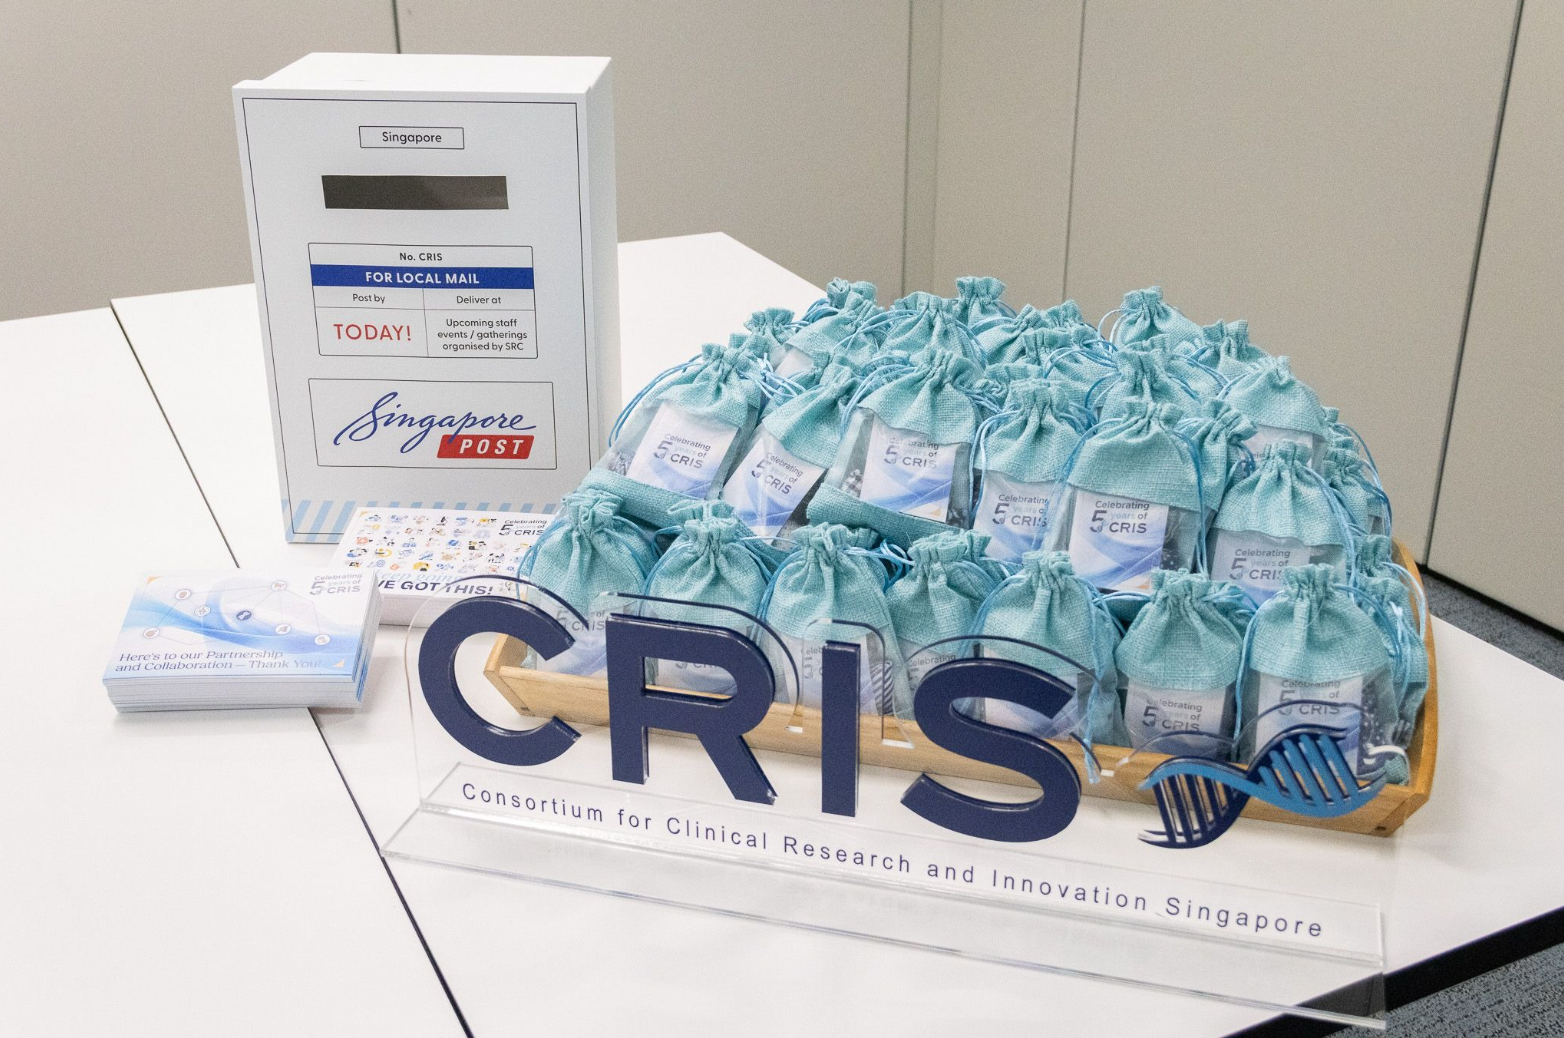 Singapore
No. CRIS
FOR LOCAL MAIL
Post by
Deliver at
TODAY!
Upcoming staff
events / gatherings
organised by SRC
Singapore
POST
Celebrating
5 years of
CRIS
VE GOT THIS!
Celebrating
5 years of
CRIS
Here's to our Partnership
and Collaboration – Thank You!
Celebrating
5 years of
CRIS
Celebrating
5 years of
CRIS
Celebrating
5 years of
CRIS
Celebrating
5 years of
CRIS
Celebrating
5 years of
CRIS
Celebrating
5 years of
CRIS
Celebrating
5 years of
CRIS
Celebrating
5 years of
CRIS
CRIS
Consortium for Clinical Research and Innovation Singapore